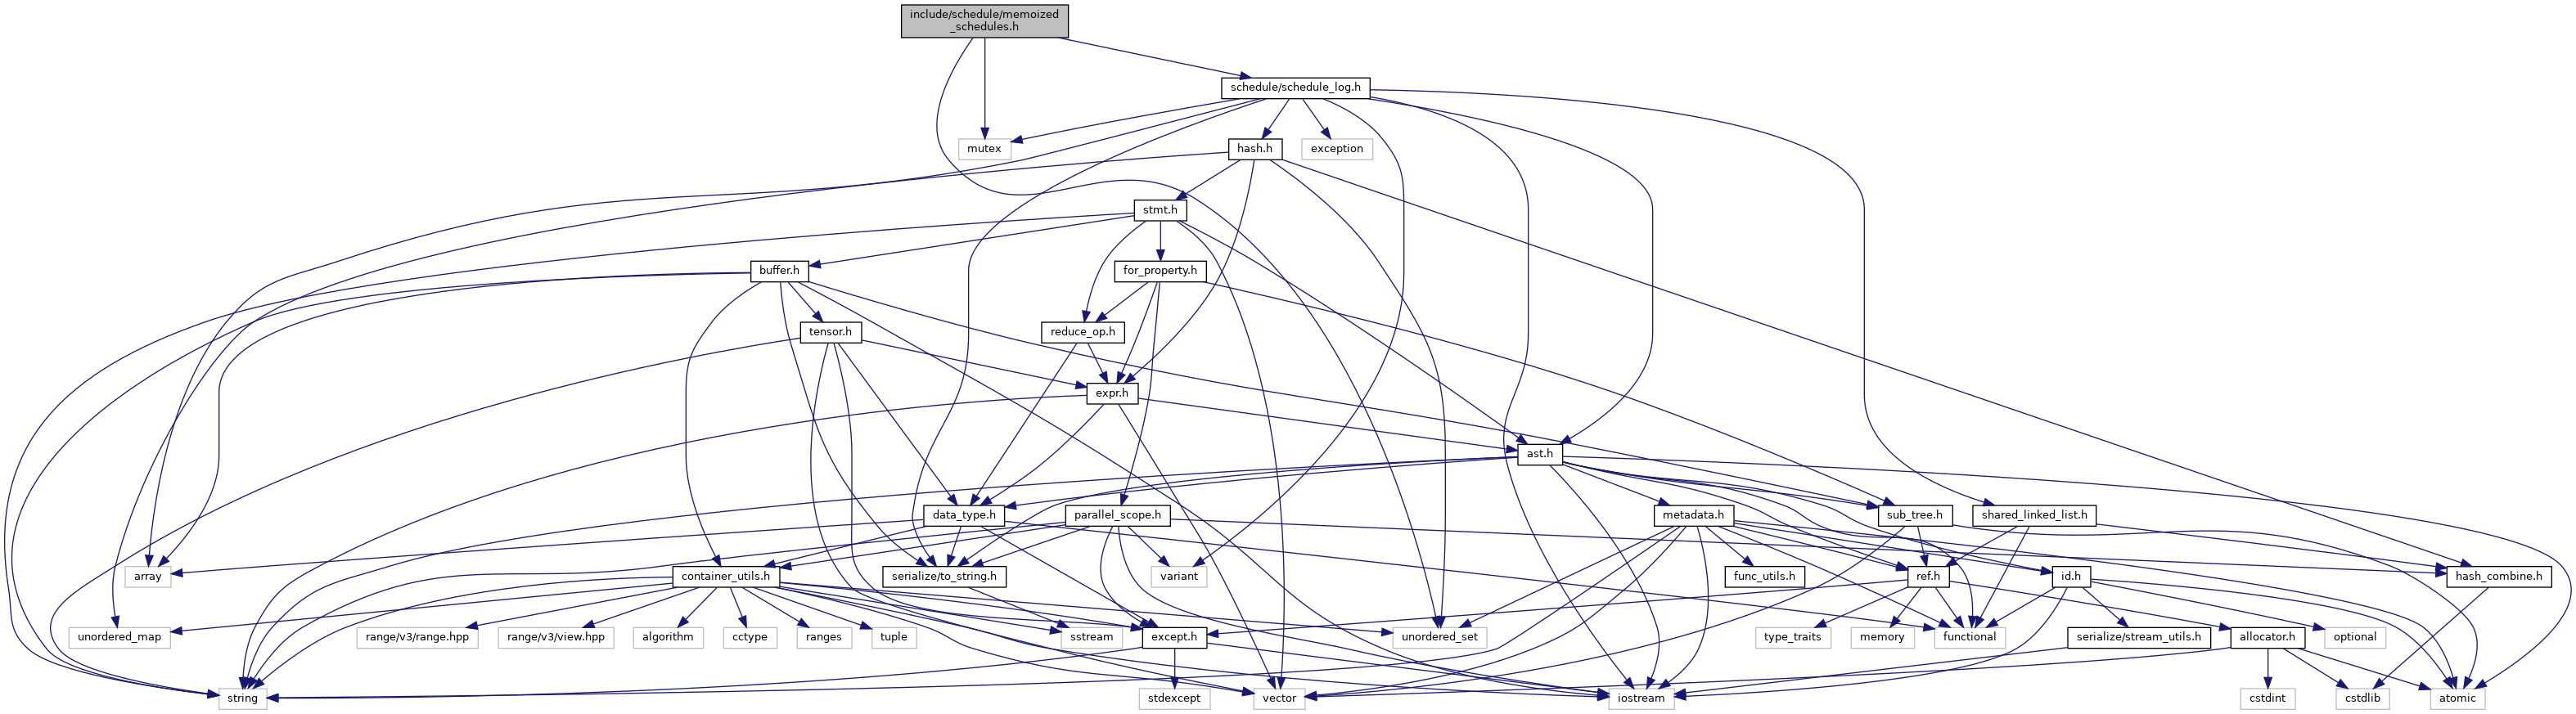 include/schedule/memoized
_schedules.h
schedule/schedule_log.h
mutex
hash.h
exception
stmt.h
buffer.h
for_property.h
tensor.h
reduce_op.h
expr.h
ast.h
data_type.h
parallel_scope.h
metadata.h
sub_tree.h
shared_linked_list.h
array
container_utils.h
serialize/to_string.h
variant
func_utils.h
ref.h
id.h
hash_combine.h
unordered_map
range/v3/range.hpp
range/v3/view.hpp
algorithm
cctype
ranges
tuple
sstream
except.h
unordered_set
type_traits
memory
functional
serialize/stream_utils.h
allocator.h
optional
string
stdexcept
vector
iostream
cstdint
cstdlib
atomic